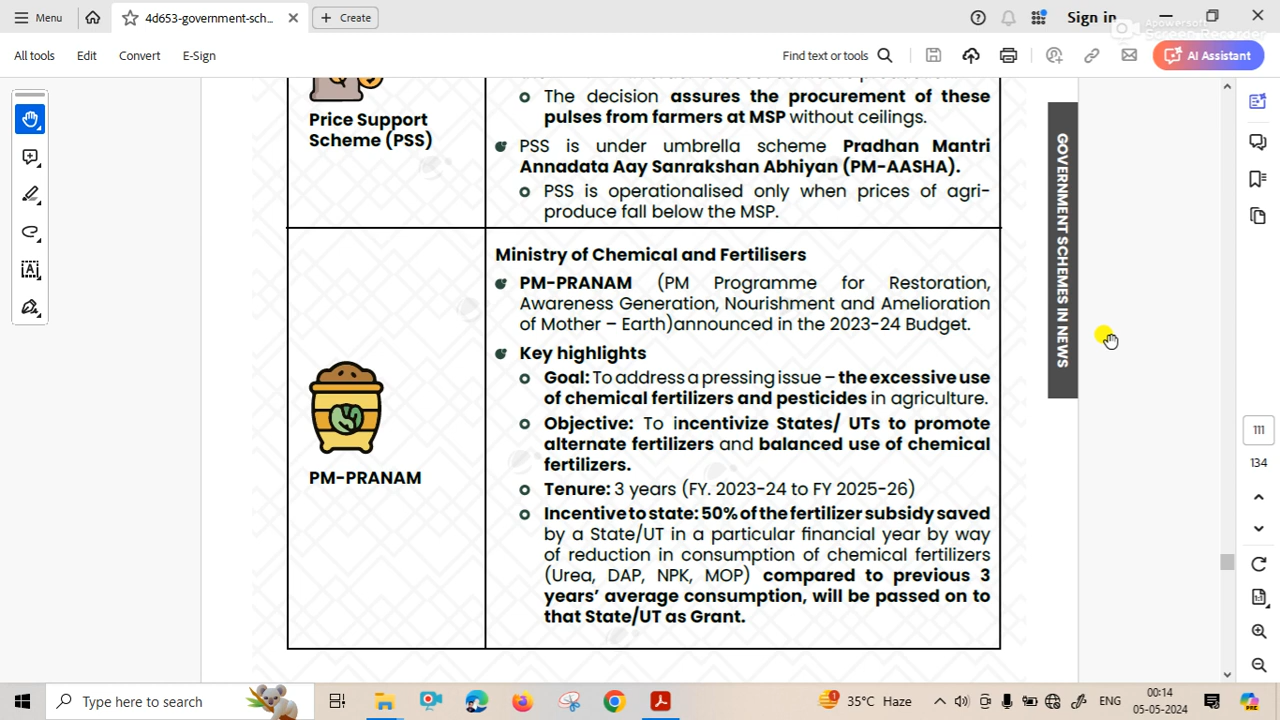 Menu
4d653-government-sch...
Create
Sign in
Apowersoft
Screen Recorder
All tools
Edit
Convert
E-Sign
Find text or tools
AI Assistant
Price Support
Scheme (PSS)
The decision assures the procurement of these
pulses from farmers at MSP without ceilings.
PSS is under umbrella scheme Pradhan Mantri
Annadata Aay Sanrakshan Abhiyan (PM-AASHA).
PSS is operationalised only when prices of agri-
produce fall below the MSP.
GOVERNMENT SCHEMES IN NEWS
PM-PRANAM
Ministry of Chemical and Fertilisers
PM-PRANAM (PM Programme for Restoration,
Awareness Generation, Nourishment and Amelioration
of Mother – Earth)announced in the 2023-24 Budget.
Key highlights
Goal: To address a pressing issue – the excessive use
of chemical fertilizers and pesticides in agriculture.
Objective: To incentivize States/ UTs to promote
alternate fertilizers and balanced use of chemical
fertilizers.
Tenure: 3 years (FY. 2023-24 to FY 2025-26)
Incentive to state: 50% of the fertilizer subsidy saved
by a State/UT in a particular financial year by way
of reduction in consumption of chemical fertilizers
(Urea, DAP, NPK, MOP) compared to previous 3
years' average consumption, will be passed on to
that State/UT as Grant.
111
134
Type here to search
35°C Haze
ENG
00:14
05-05-2024
PRE